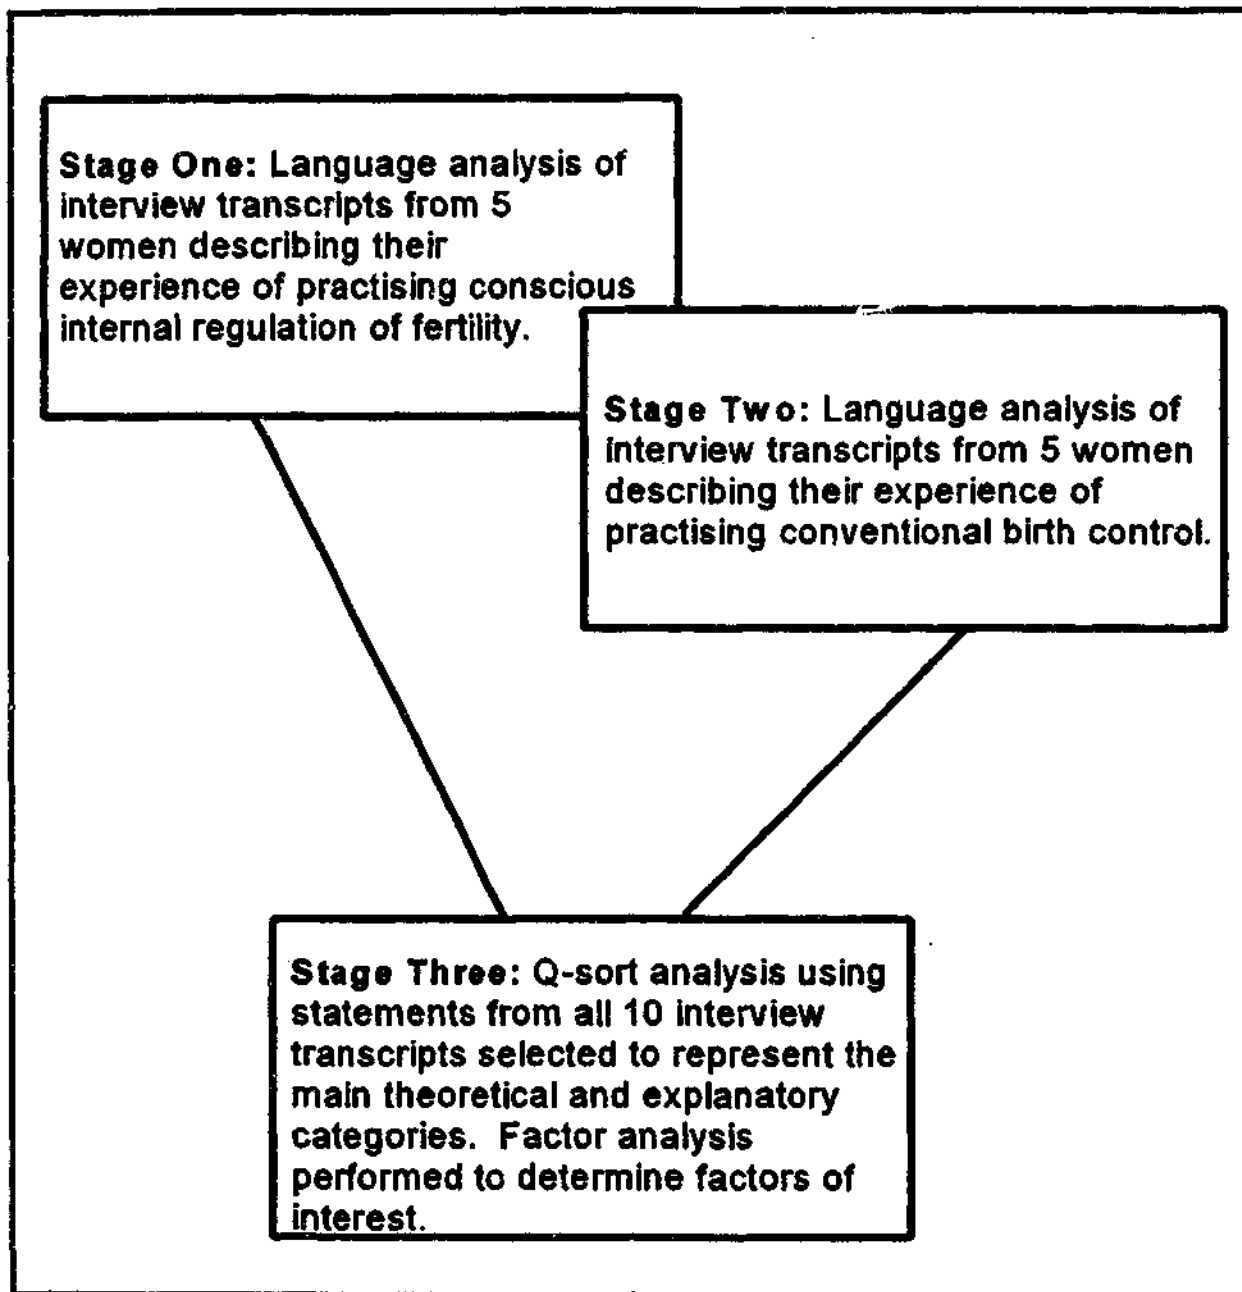 Stage One: Language analysis of
interview transcripts from 5
women describing their
experience of practising conscious
internal regulation of fertility.
Stage Two: Language analysis of
interview transcripts from 5 women
describing their experience of
practising conventional birth control.
Stage Three: Q-sort analysis using
statements from all 10 interview
transcripts selected to represent the
main theoretical and explanatory
categories. Factor analysis
performed to determine factors of
interest.